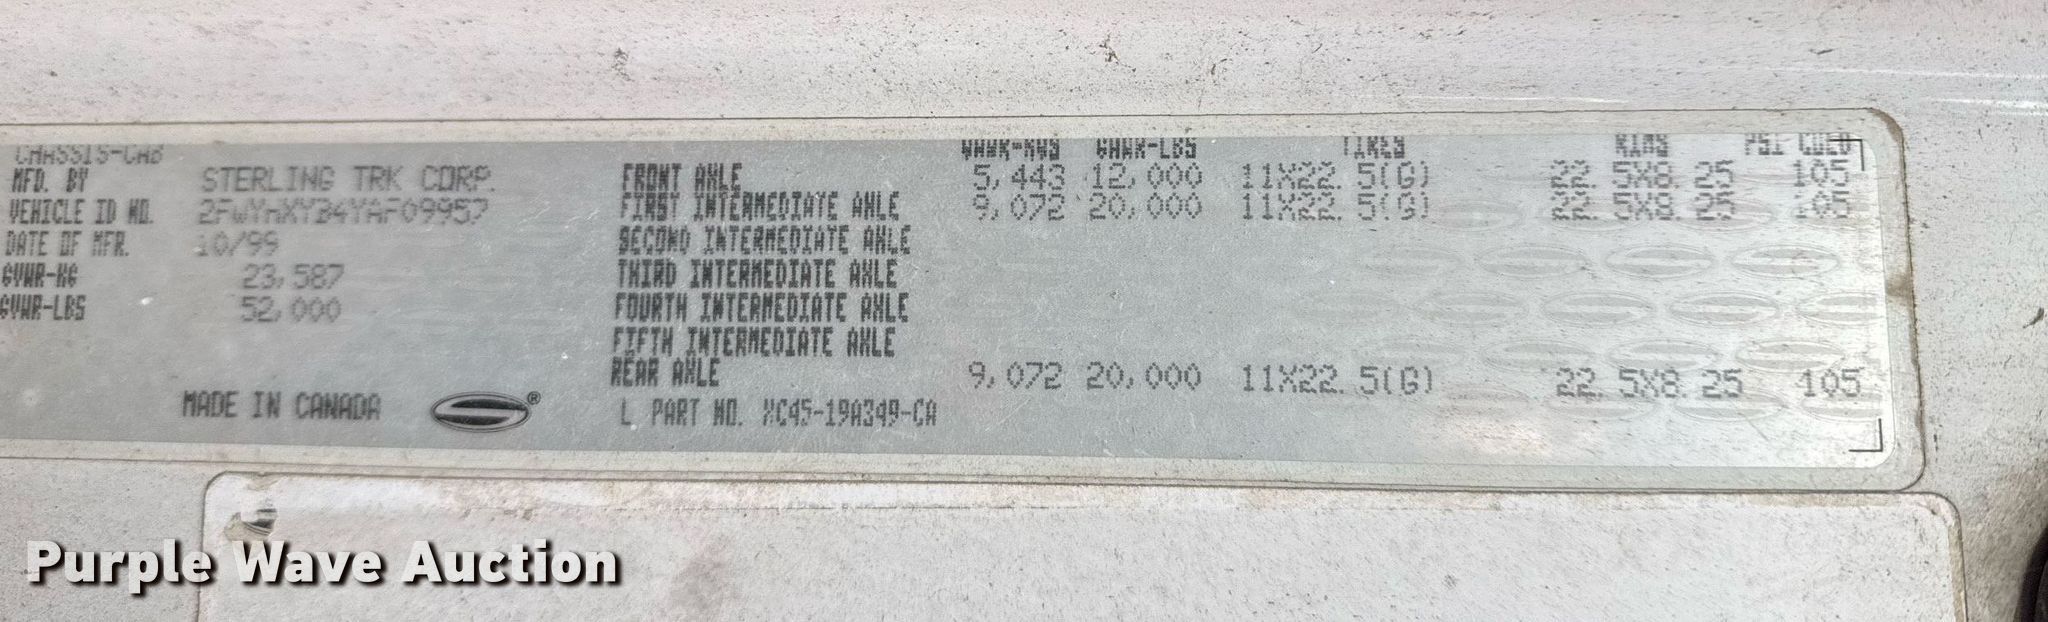 CHASSIS-CAB GAWR-KGS GAWR-LBS TIRES RIMS PSI COLD
MFD. BY STERLING TRK CORP. FRONT AXLE 5,443 12,000 11X22.5(G) 22.5X8.25 105
VEHICLE ID NO. FIRST INTERMEDIATE AXLE 9,072 20,000 11X22.5(G) 22.5X8.25 105
DATE OF MFR. 10/99 SECOND INTERMEDIATE AXLE
GVWR-KG 23,587 THIRD INTERMEDIATE AXLE
GVWR-LBS 52,000 FOURTH INTERMEDIATE AXLE
FIFTH INTERMEDIATE AXLE
REAR AXLE 9,072 20,000 11X22.5(G) 22.5X8.25 105
MADE IN CANADA ® L PART NO. XC45-19A349-CA
Purple Wave Auction